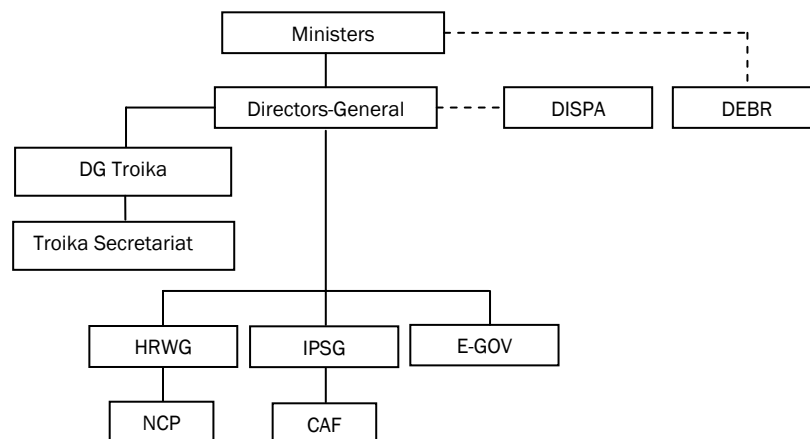 Ministers
Directors-General
DISPA
DEBR
DG Troika
Troika Secretariat
HRWG
IPSG
E-GOV
NCP
CAF